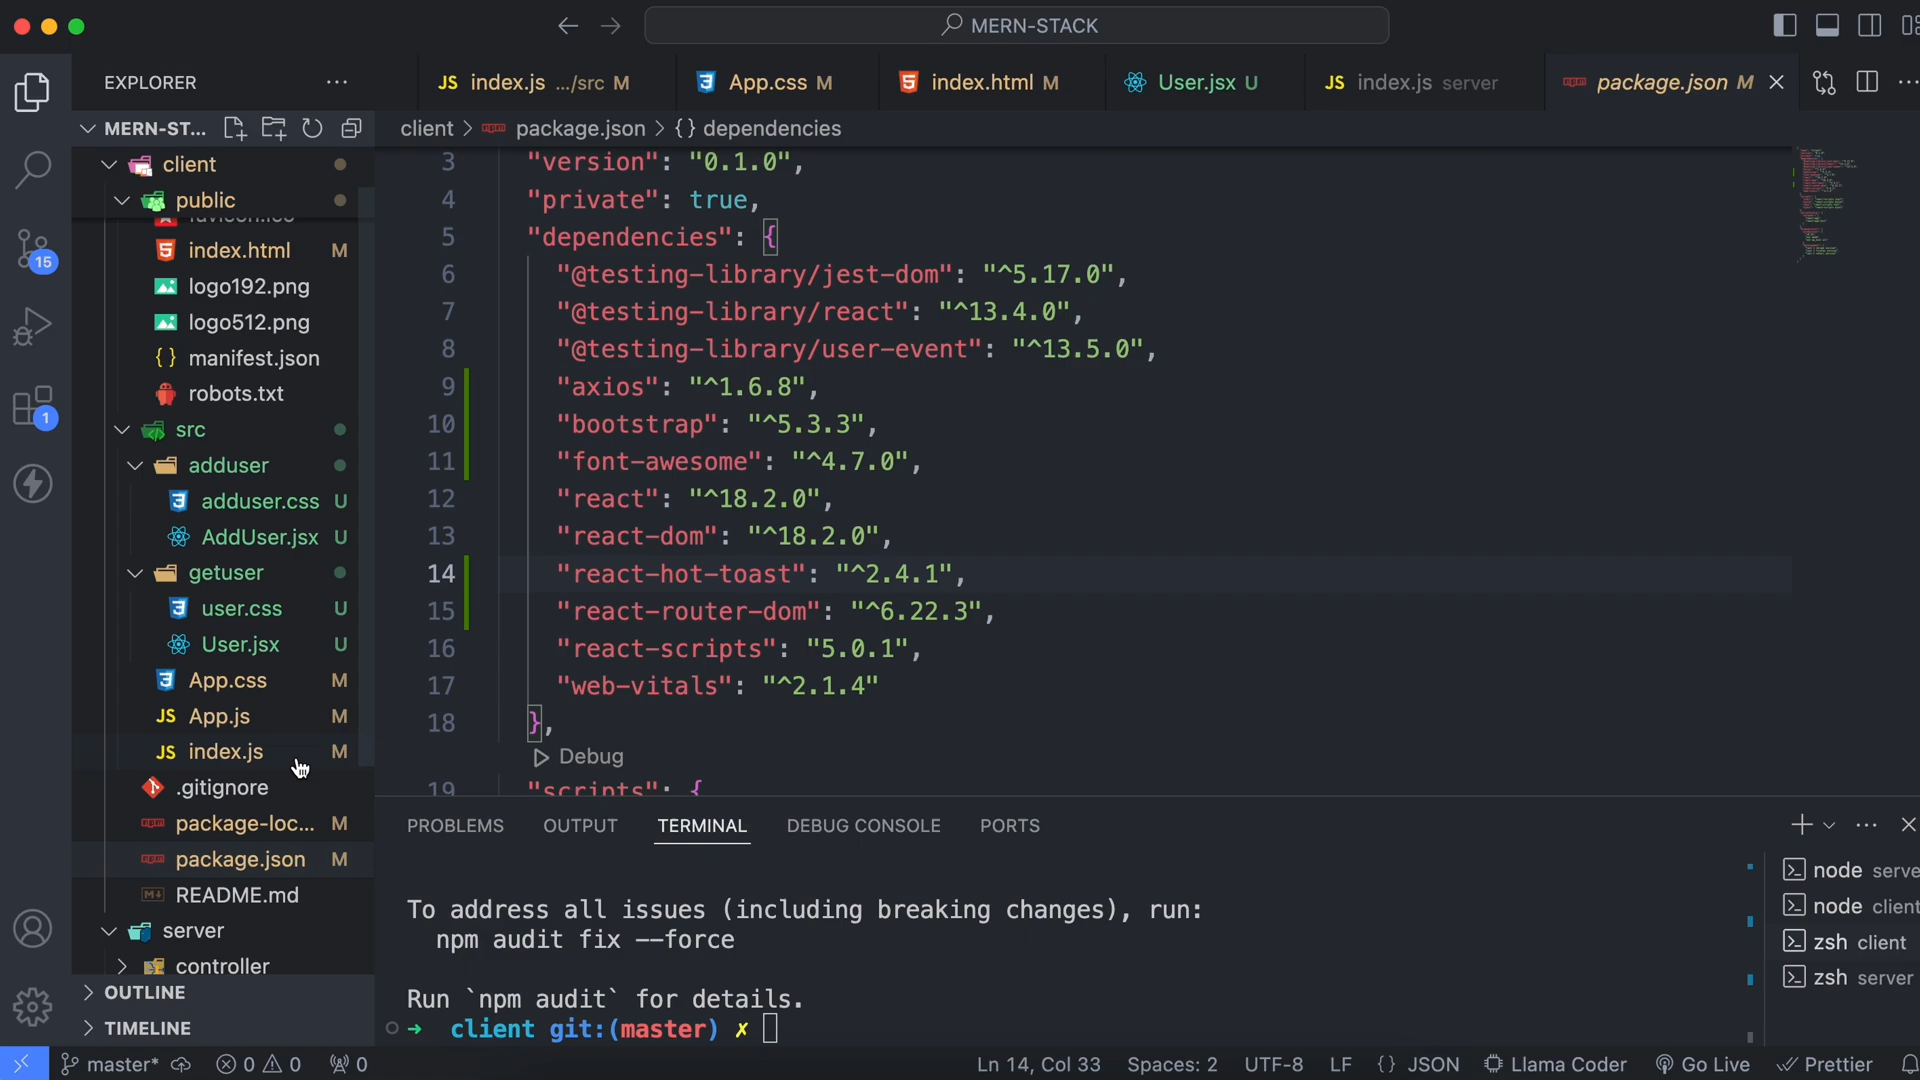 MERN-STACK
EXPLORER
JS index.js .../src M
App.css M
index.html M
User.jsx U
JS index.js server
package.json M
MERN-ST...
client > package.json > {} dependencies
client
public
index.html M
logo192.png
logo512.png
{} manifest.json
robots.txt
src
adduser
adduser.css U
AddUser.jsx U
getuser
user.css U
User.jsx U
App.css M
JS App.js M
JS index.js M
.gitignore
package-loc... M
package.json M
README.md
server
controller
OUTLINE
TIMELINE
15
1
3 "version": "0.1.0",
4 "private": true,
5 "dependencies": {
6 "@testing-library/jest-dom": "^5.17.0",
7 "@testing-library/react": "^13.4.0",
8 "@testing-library/user-event": "^13.5.0",
9 "axios": "^1.6.8",
10 "bootstrap": "^5.3.3",
11 "font-awesome": "^4.7.0",
12 "react": "^18.2.0",
13 "react-dom": "^18.2.0",
14 "react-hot-toast": "^2.4.1",
15 "react-router-dom": "^6.22.3",
16 "react-scripts": "5.0.1",
17 "web-vitals": "^2.1.4"
18 },
Debug
19 "scripts": {
PROBLEMS OUTPUT TERMINAL DEBUG CONSOLE PORTS
To address all issues (including breaking changes), run:
npm audit fix --force
Run `npm audit` for details.
➜ client git:(master) ✗
node serve
node client
zsh client
zsh server
master* 0 0 0
Ln 14, Col 33 Spaces: 2 UTF-8 LF {} JSON Llama Coder Go Live Prettier